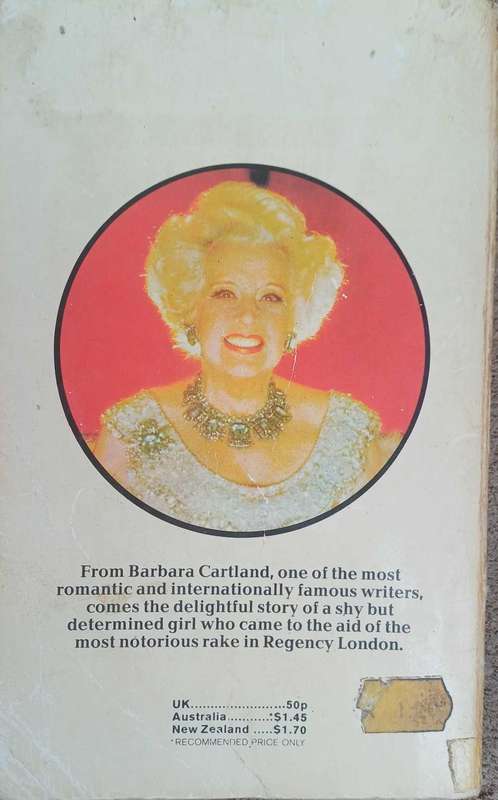 From Barbara Cartland, one of the most
romantic and internationally famous writers,
comes the delightful story of a shy but
determined girl who came to the aid of the
most notorious rake in Regency London.
UK.......................50p
Australia..........*$1.45
New Zealand .....$1.70
*RECOMMENDED PRICE ONLY